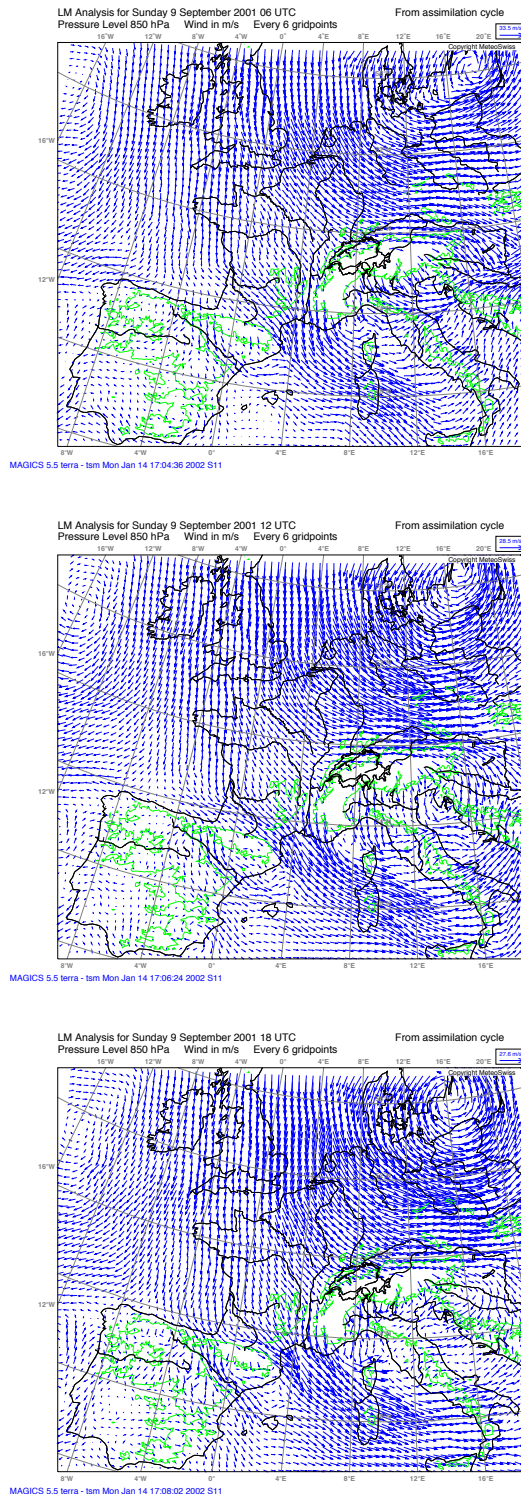 LM Analysis for Sunday 9 September 2001 06 UTC From assimilation cycle
Pressure Level 850 hPa Wind in m/s Every 6 gridpoints
33.5 m/s
16°W 12°W 8°W 4°W 0° 4°E 8°E 12°E 16°E 20°E
Copyright MeteoSwiss
16°W
12°W
8°W 4°W 0° 4°E 8°E 12°E 16°E
MAGICS 5.5 terra - tsm Mon Jan 14 17:04:36 2002 S11
LM Analysis for Sunday 9 September 2001 12 UTC From assimilation cycle
Pressure Level 850 hPa Wind in m/s Every 6 gridpoints
28.5 m/s
16°W 12°W 8°W 4°W 0° 4°E 8°E 12°E 16°E 20°E
Copyright MeteoSwiss
16°W
12°W
8°W 4°W 0° 4°E 8°E 12°E 16°E
MAGICS 5.5 terra - tsm Mon Jan 14 17:06:24 2002 S11
LM Analysis for Sunday 9 September 2001 18 UTC From assimilation cycle
Pressure Level 850 hPa Wind in m/s Every 6 gridpoints
27.6 m/s
16°W 12°W 8°W 4°W 0° 4°E 8°E 12°E 16°E 20°E
Copyright MeteoSwiss
16°W
12°W
8°W 4°W 0° 4°E 8°E 12°E 16°E
MAGICS 5.5 terra - tsm Mon Jan 14 17:08:02 2002 S11